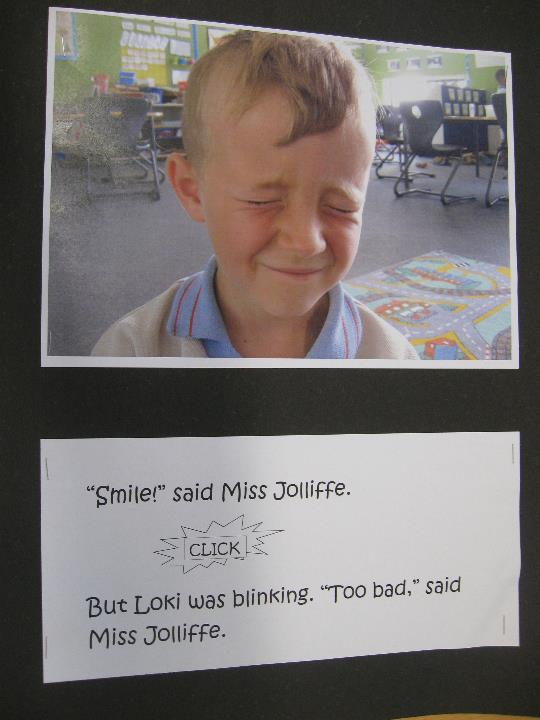 “Smile!” said Miss Jolliffe.
CLICK
But Loki was blinking. “Too bad,” said
Miss Jolliffe.